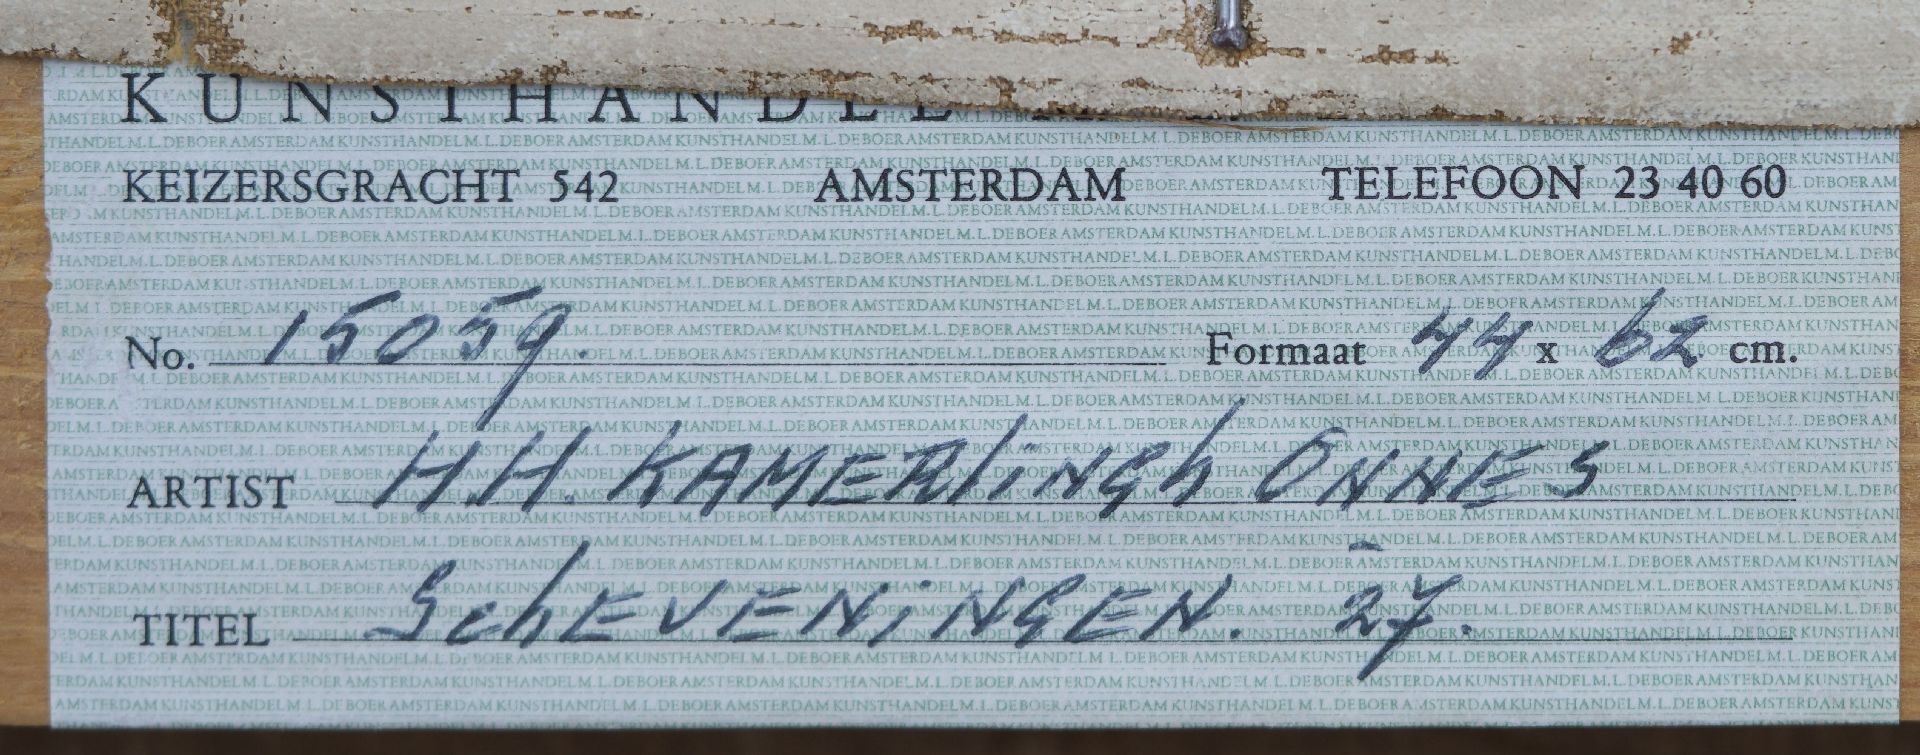 KUNSTHANDEL
KEIZERSGRACHT 542 AMSTERDAM TELEFOON 23 40 60
No. 15059. Formaat 44 x 62 cm.
ARTIST H.H. KAMERlingh ONNES
TITEL SchEVENiNGEN. 27.